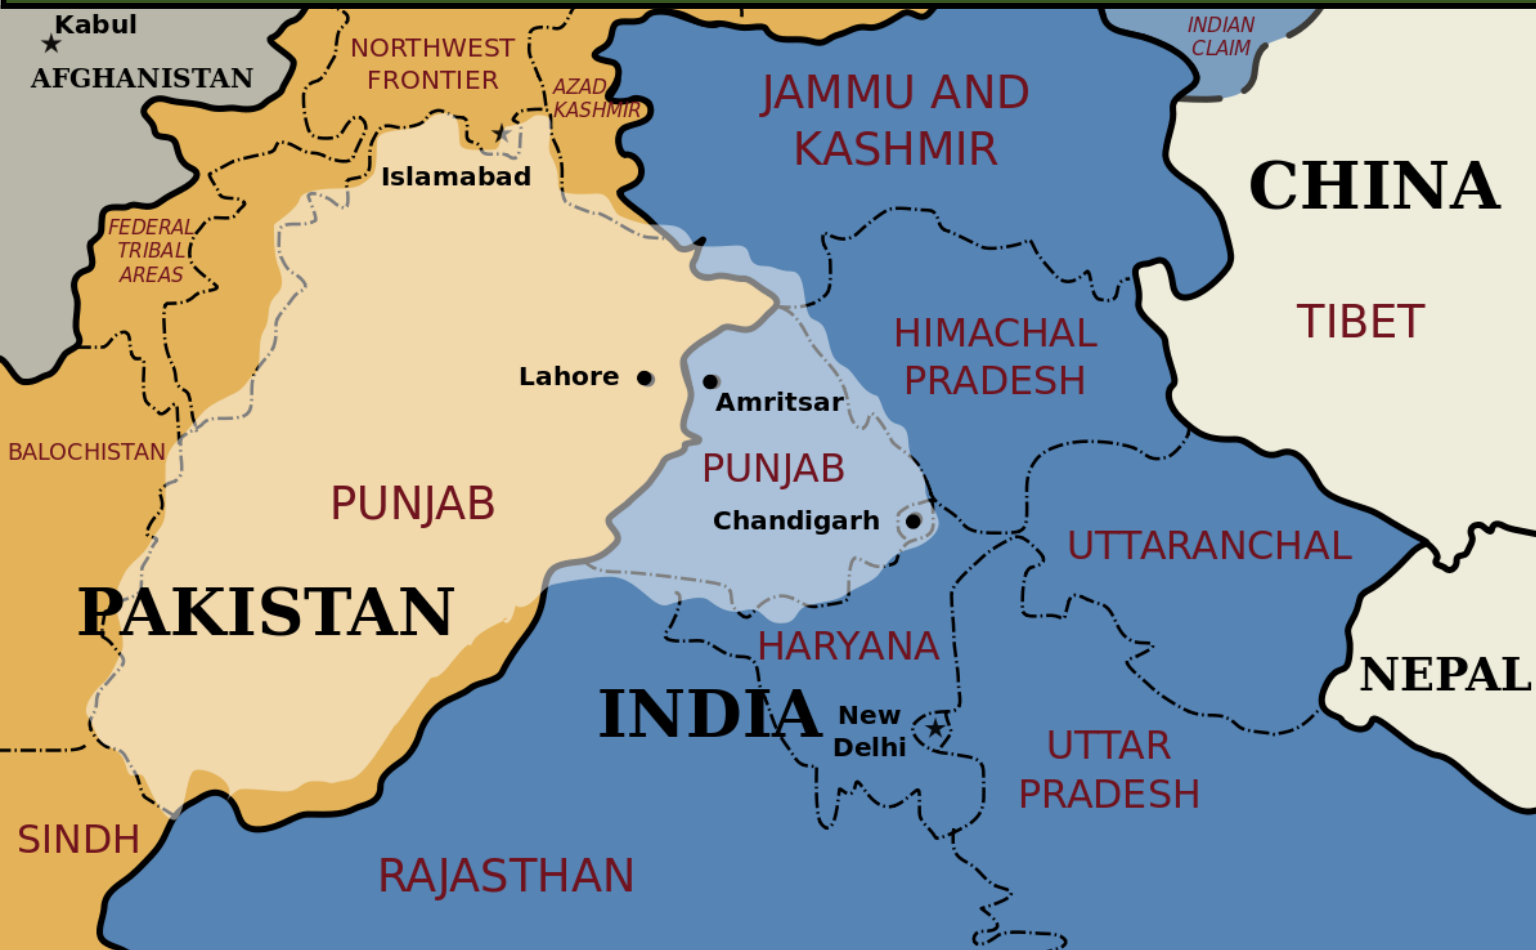 Kabul
AFGHANISTAN
NORTHWEST
FRONTIER
AZAD
KASHMIR
JAMMU AND
KASHMIR
INDIAN
CLAIM
CHINA
Islamabad
FEDERAL
TRIBAL
AREAS
HIMACHAL
PRADESH
TIBET
Lahore
Amritsar
BALOCHISTAN
PUNJAB
PUNJAB
Chandigarh
UTTARANCHAL
PAKISTAN
HARYANA
NEPAL
INDIA
New
Delhi
UTTAR
PRADESH
SINDH
RAJASTHAN